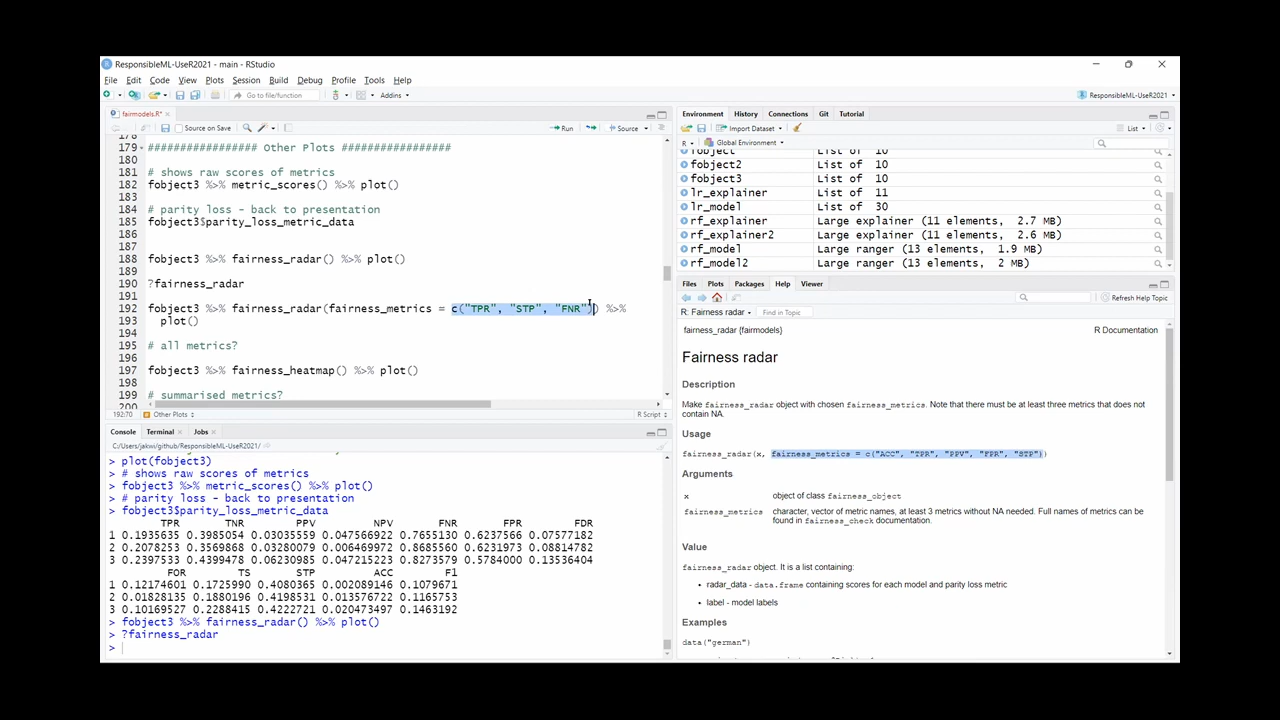 ResponsibleML-UseR2021 - main - RStudio
File Edit Code View Plots Session Build Debug Profile Tools Help
Go to file/function Addins ResponsibleML-UseR2021
fairmodels.R*
Source on Save Run Source
178
179 ################# Other Plots #################
180
181 # shows raw scores of metrics
182 fobject3 %>% metric_scores() %>% plot()
183
184 # parity loss - back to presentation
185 fobject3$parity_loss_metric_data
186
187
188 fobject3 %>% fairness_radar() %>% plot()
189
190 ?fairness_radar
191
192 fobject3 %>% fairness_radar(fairness_metrics = c("TPR", "STP", "FNR")) %>%
193 plot()
194
195 # all metrics?
196
197 fobject3 %>% fairness_heatmap() %>% plot()
198
199 # summarised metrics?
200
192:70 Other Plots R Script
Console Terminal Jobs
C:/Users/jakwi/github/ResponsibleML-UseR2021/
> plot(fobject3)
> # shows raw scores of metrics
> fobject3 %>% metric_scores() %>% plot()
> # parity loss - back to presentation
> fobject3$parity_loss_metric_data
TPR TNR PPV NPV FNR FPR FDR
1 0.1935635 0.3985054 0.03035559 0.047566922 0.7655130 0.6237566 0.07577182
2 0.2078253 0.3569868 0.03280079 0.006469972 0.8685560 0.6231973 0.08814782
3 0.2397533 0.4399478 0.06230985 0.047215223 0.8273579 0.5784000 0.13536404
FOR TS STP ACC F1
1 0.12174601 0.1725990 0.4080365 0.002089146 0.1079671
2 0.01828135 0.1880196 0.4198531 0.013576722 0.1165753
3 0.10169527 0.2288415 0.4222721 0.020473497 0.1463192
> fobject3 %>% fairness_radar() %>% plot()
> ?fairness_radar
>
Environment History Connections Git Tutorial
Import Dataset List
R Global Environment
fobject List of 10
fobject2 List of 10
fobject3 List of 10
lr_explainer List of 11
lr_model List of 30
rf_explainer Large explainer (11 elements, 2.7 MB)
rf_explainer2 Large explainer (11 elements, 2.6 MB)
rf_model Large ranger (13 elements, 1.9 MB)
rf_model2 Large ranger (13 elements, 2 MB)
Files Plots Packages Help Viewer
Refresh Help Topic
R: Fairness radar Find in Topic
fairness_radar {fairmodels} R Documentation
Fairness radar
Description
Make fairness_radar object with chosen fairness_metrics. Note that there must be at least three metrics that does not
contain NA.
Usage
fairness_radar(x, fairness_metrics = c("ACC", "TPR", "PPV", "FPR", "STP"))
Arguments
x object of class fairness_object
fairness_metrics character, vector of metric names, at least 3 metrics without NA needed. Full names of metrics can be
found in fairness_check documentation.
Value
fairness_radar object. It is a list containing:
• radar_data - data.frame containing scores for each model and parity loss metric
• label - model labels
Examples
data("german")